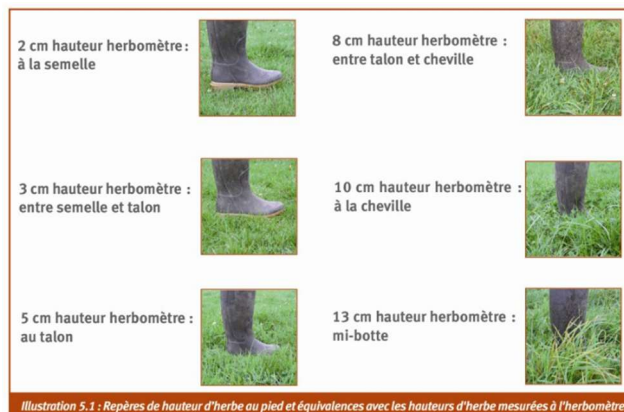 2 cm hauteur herbomètre :
à la semelle
3 cm hauteur herbomètre :
entre semelle et talon
5 cm hauteur herbomètre :
au talon
8 cm hauteur herbomètre :
entre talon et cheville
10 cm hauteur herbomètre :
à la cheville
13 cm hauteur herbomètre :
mi-botte
Illustration 5.1 : Repères de hauteur d'herbe au pied et équivalences avec les hauteurs d'herbe mesurées à l'herbomètre